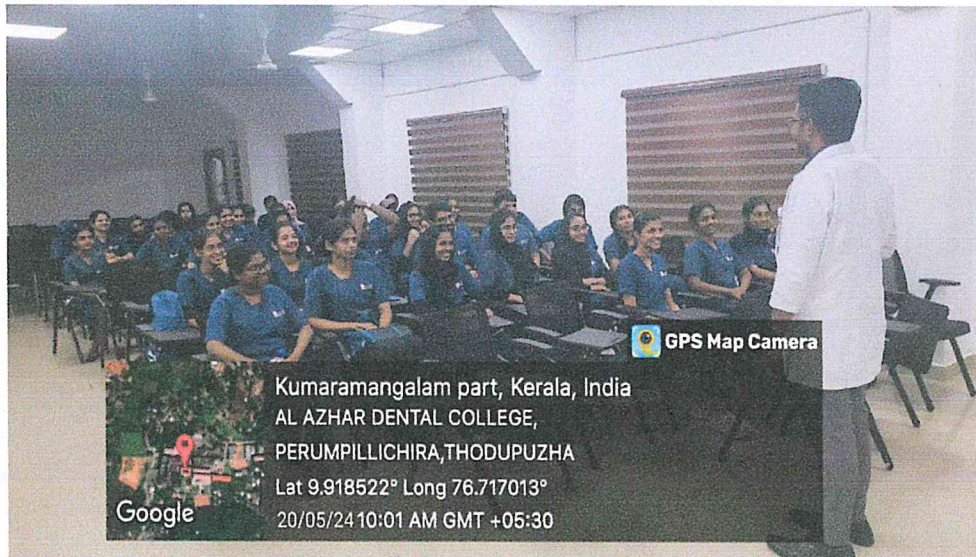 GPS Map Camera
Kumaramangalam part, Kerala, India
AL AZHAR DENTAL COLLEGE,
PERUMPILLICHIRA,THODUPUZHA
Lat 9.918522° Long 76.717013°
20/05/24 10:01 AM GMT +05:30
Google